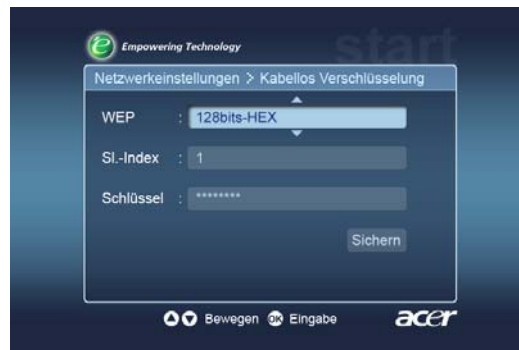 start
e Empowering Technology
Netzwerkeinstellungen > Kabellos Verschlüsselung
WEP : 128bits-HEX
Sl.-Index : 1
Schlüssel : ********
Sichern
Bewegen OK Eingabe
acer